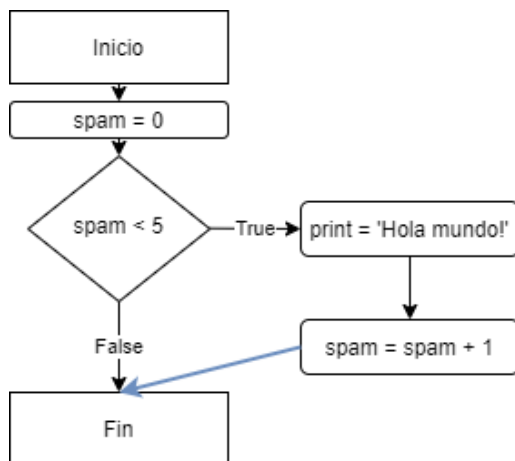 Inicio
spam = 0
spam < 5
True
print = 'Hola mundo!'
False
spam = spam + 1
Fin